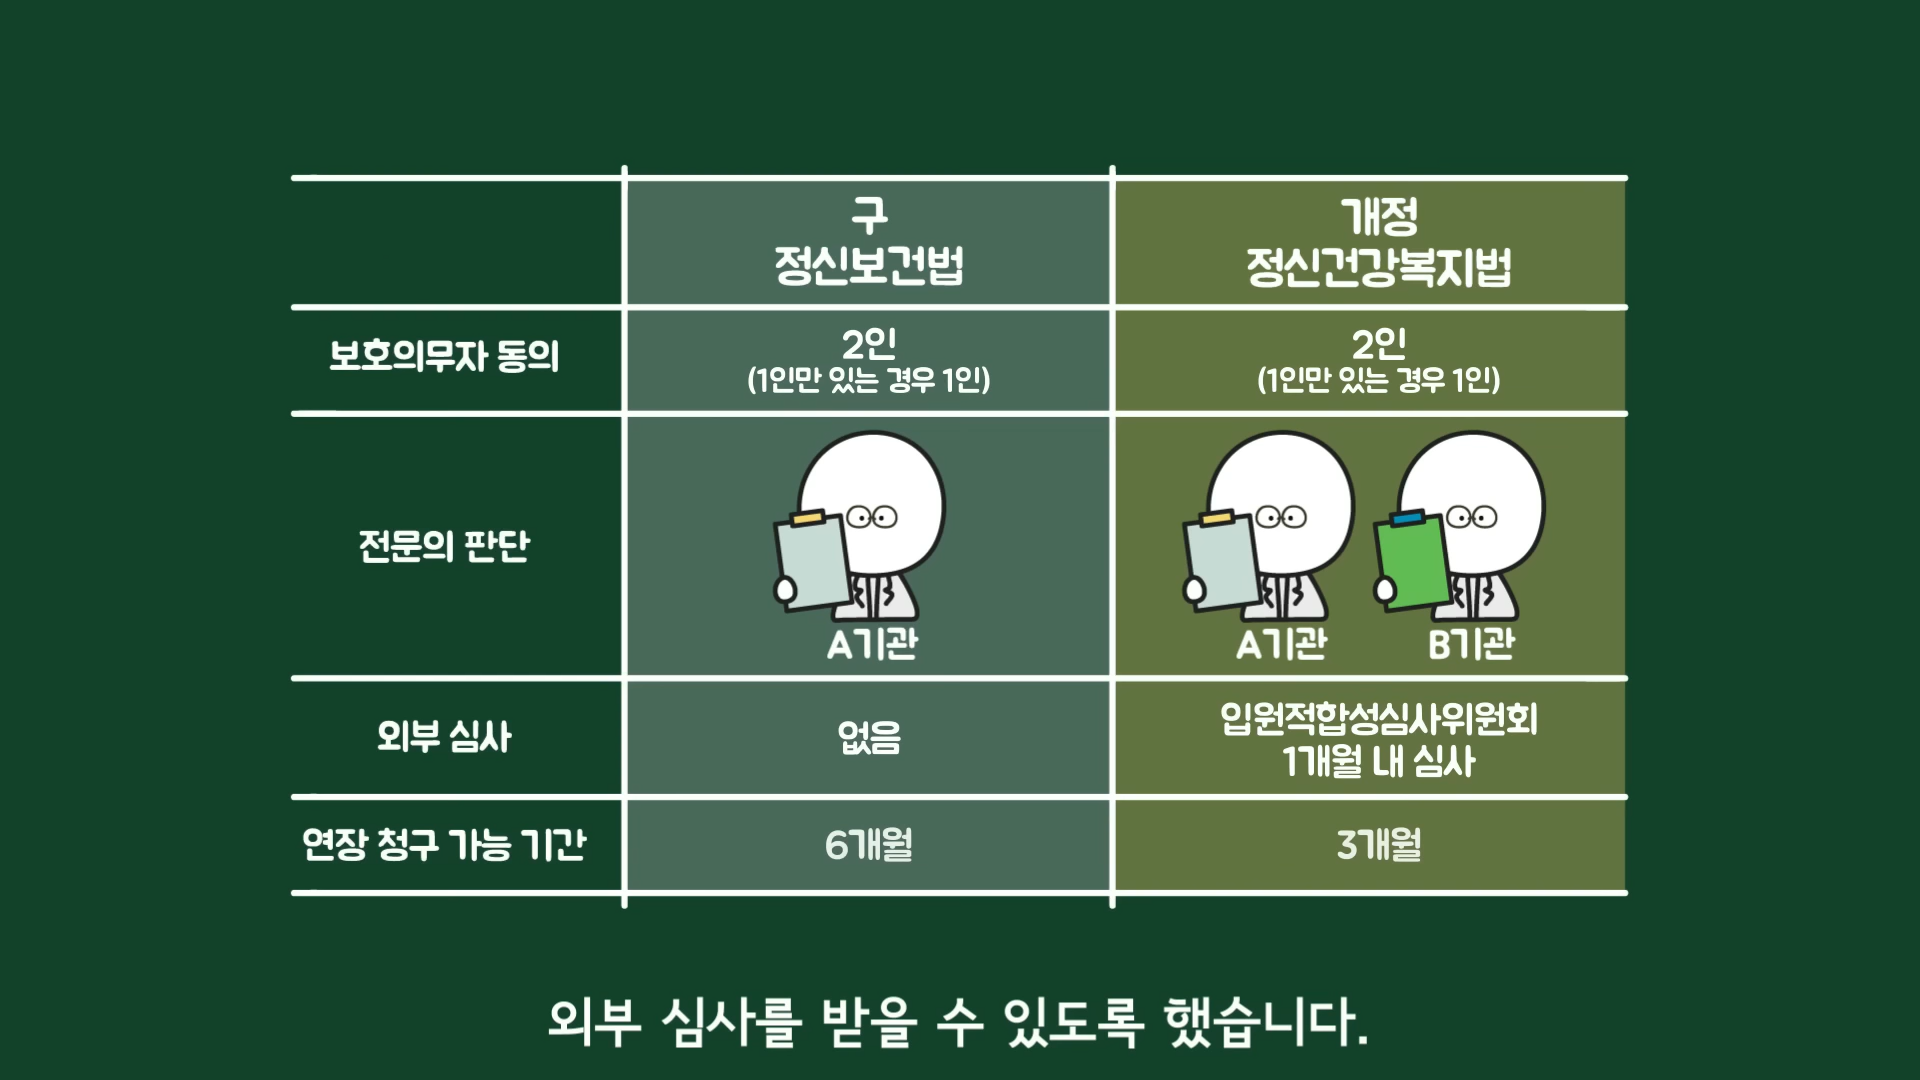 구
정신보건법
개정
정신건강복지법
보호의무자 동의
2인
(1인만 있는 경우 1인)
2인
(1인만 있는 경우 1인)
전문의 판단
A기관
A기관
B기관
외부 심사
없음
입원적합성심사위원회
1개월 내 심사
연장 청구 가능 기간
6개월
3개월
외부 심사를 받을 수 있도록 했습니다.